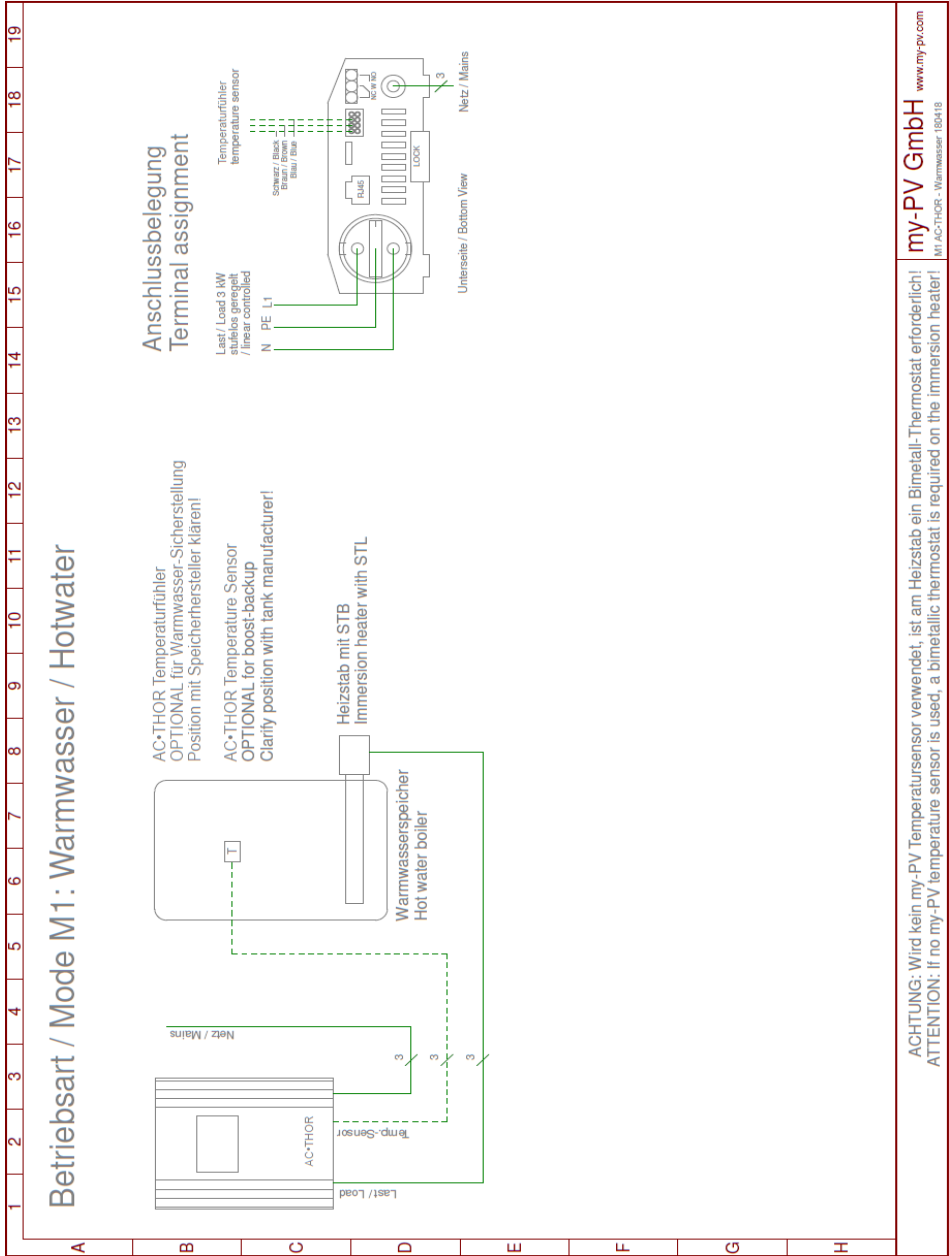 1 2 3 4 5 6 7 8 9 10 11 12 13 14 15 16 17 18 19
A
B
C
D
E
F
G
H
Betriebsart / Mode M1: Warmwasser / Hotwater
AC•THOR
Last / Load
Temp.-Sensor
Netz / Mains
3
3
3
T
AC•THOR Temperaturfühler
OPTIONAL für Warmwasser-Sicherstellung
Position mit Speicherhersteller klären!
AC•THOR Temperature Sensor
OPTIONAL for boost-backup
Clarify position with tank manufacturer!
Heizstab mit STB
Immersion heater with STL
Warmwasserspeicher
Hot water boiler
Anschlussbelegung
Terminal assignment
Last / Load 3 kW
stufelos geregelt
/ linear controlled
N PE L1
Temperaturfühler
temperature sensor
Schwarz / Black
Braun / Brown
Blau / Blue
RJ45
NC W NO
LOCK
3
Unterseite / Bottom View
Netz / Mains
ACHTUNG: Wird kein my-PV Temperatursensor verwendet, ist am Heizstab ein Bimetall-Thermostat erforderlich!
ATTENTION: If no my-PV temperature sensor is used, a bimetallic thermostat is required on the immersion heater!
my-PV GmbH www.my-pv.com
M1 AC•THOR - Warmwasser 180418